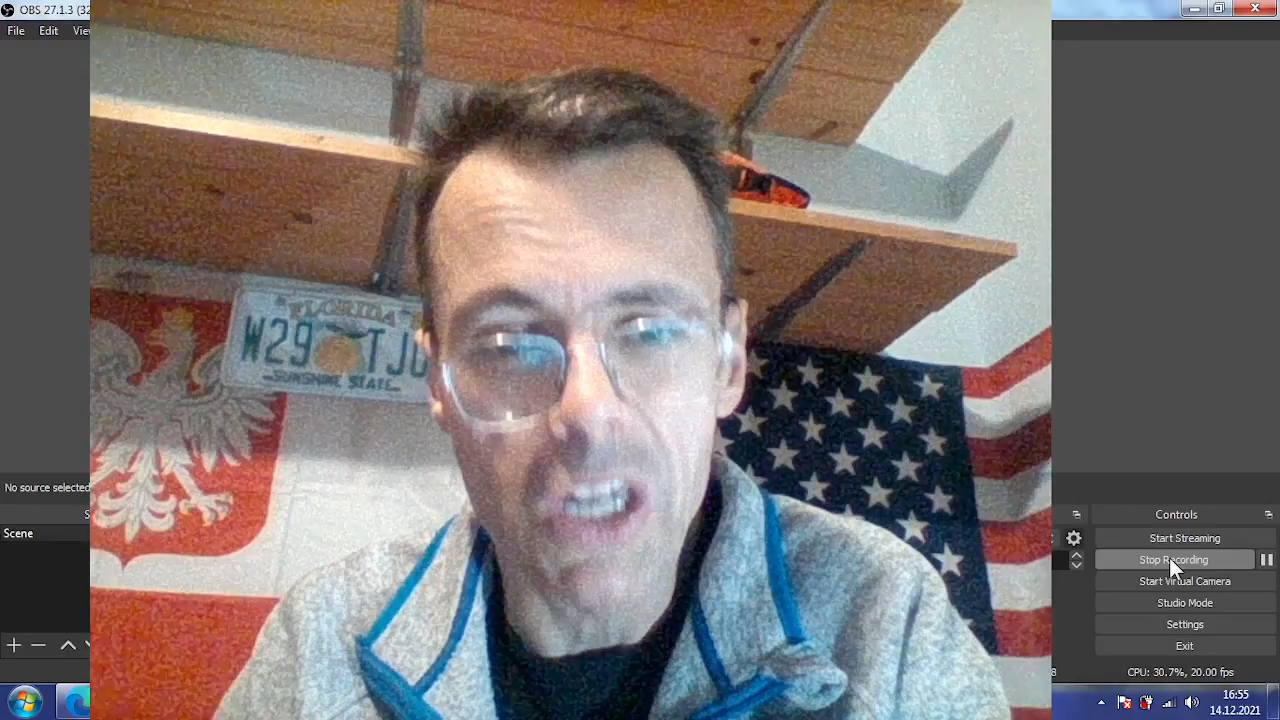 OBS 27.1.3 (32
File Edit Vie
FLORIDA
W29 TJ
SUNSHINE STATE
No source selected
S
Scene
Controls
Start Streaming
Stop Recording
Start Virtual Camera
Studio Mode
Settings
Exit
8
CPU: 30.7%, 20.00 fps
16:55
14.12.2021